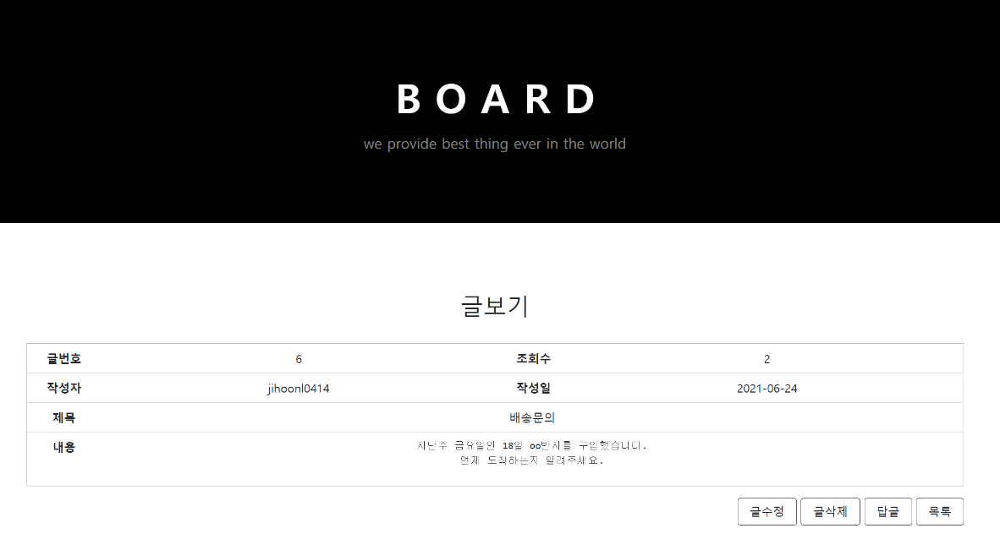 B O A R D
we provide best thing ever in the world
글보기
글번호 6 조회수 2
작성자 jihoonl0414 작성일 2021-06-24
제목 배송문의
내용 지난주 금요일인 18일 oo반지를 구입했습니다.
언제 도착하는지 알려주세요.
글수정 글삭제 답글 목록